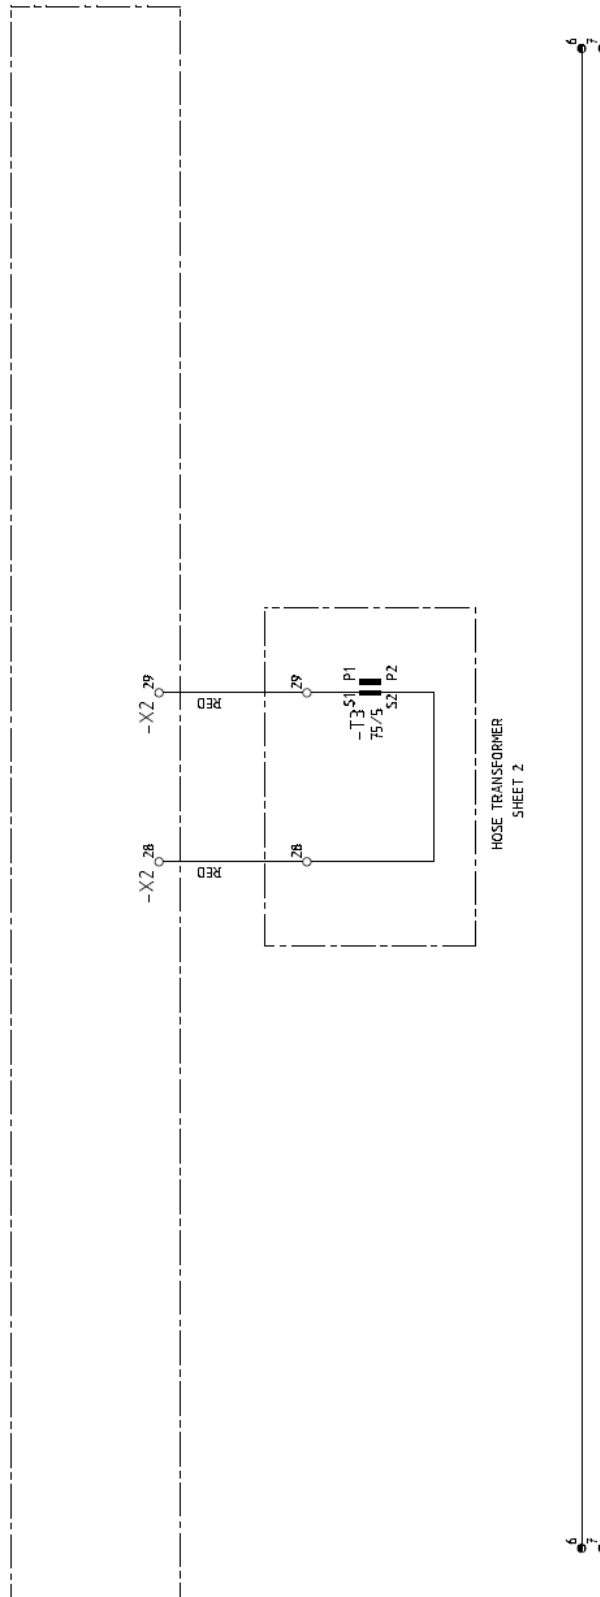 6
7
29
-X2
RED
29
S1 P1
-T3
75/5
S2 P2
28
-X2
RED
28
HOSE TRANSFORMER
SHEET 2
6
7